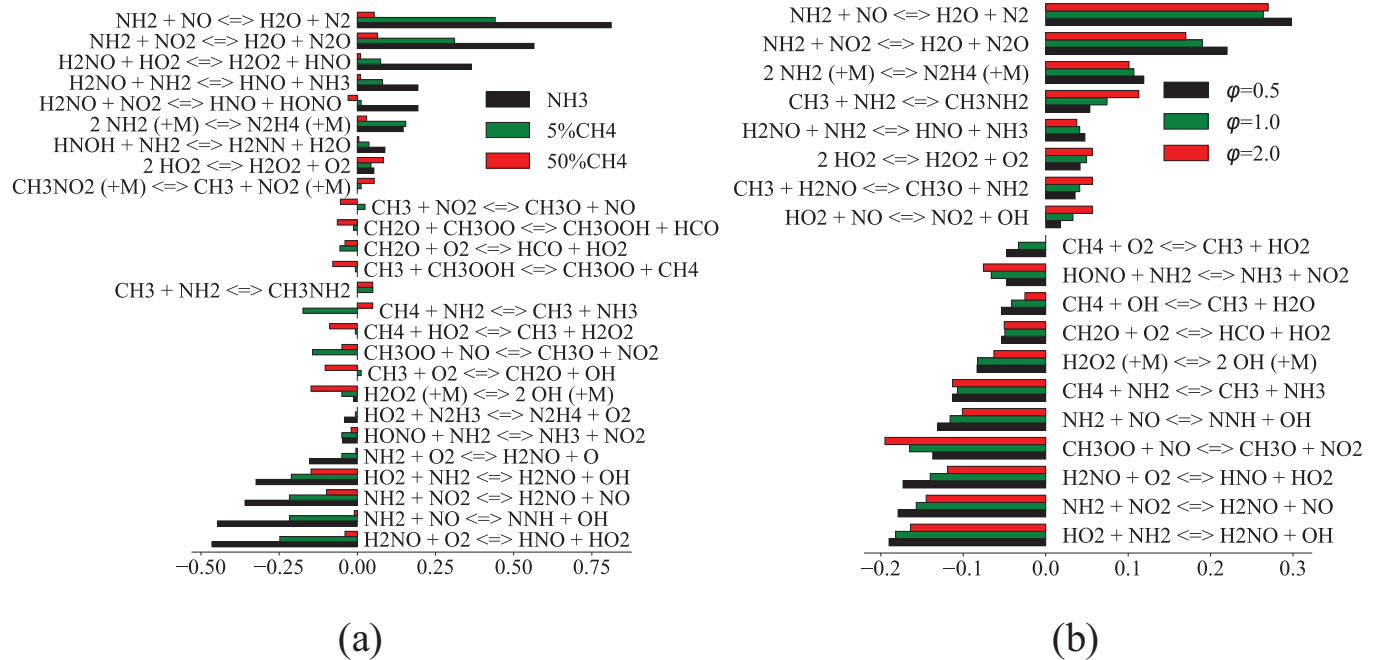 NH2 + NO <=> H2O + N2
NH2 + NO2 <=> H2O + N2O
H2NO + HO2 <=> H2O2 + HNO
H2NO + NH2 <=> HNO + NH3
H2NO + NO2 <=> HNO + HONO
2 NH2 (+M) <=> N2H4 (+M)
HNOH + NH2 <=> H2NN + H2O
2 HO2 <=> H2O2 + O2
CH3NO2 (+M) <=> CH3 + NO2 (+M)
CH3 + NO2 <=> CH3O + NO
CH2O + CH3OO <=> CH3OOH + HCO
CH2O + O2 <=> HCO + HO2
CH3 + CH3OOH <=> CH3OO + CH4
CH3 + NH2 <=> CH3NH2
CH4 + NH2 <=> CH3 + NH3
CH4 + HO2 <=> CH3 + H2O2
CH3OO + NO <=> CH3O + NO2
CH3 + O2 <=> CH2O + OH
H2O2 (+M) <=> 2 OH (+M)
HO2 + N2H3 <=> N2H4 + O2
HONO + NH2 <=> NH3 + NO2
NH2 + O2 <=> H2NO + O
HO2 + NH2 <=> H2NO + OH
NH2 + NO2 <=> H2NO + NO
NH2 + NO <=> NNH + OH
H2NO + O2 <=> HNO + HO2
NH3
5%CH4
50%CH4
−0.50 −0.25 0.00 0.25 0.50 0.75
(a)
NH2 + NO <=> H2O + N2
NH2 + NO2 <=> H2O + N2O
2 NH2 (+M) <=> N2H4 (+M)
CH3 + NH2 <=> CH3NH2
H2NO + NH2 <=> HNO + NH3
2 HO2 <=> H2O2 + O2
CH3 + H2NO <=> CH3O + NH2
HO2 + NO <=> NO2 + OH
CH4 + O2 <=> CH3 + HO2
HONO + NH2 <=> NH3 + NO2
CH4 + OH <=> CH3 + H2O
CH2O + O2 <=> HCO + HO2
H2O2 (+M) <=> 2 OH (+M)
CH4 + NH2 <=> CH3 + NH3
NH2 + NO <=> NNH + OH
CH3OO + NO <=> CH3O + NO2
H2NO + O2 <=> HNO + HO2
NH2 + NO2 <=> H2NO + NO
HO2 + NH2 <=> H2NO + OH
φ=0.5
φ=1.0
φ=2.0
−0.2 −0.1 0.0 0.1 0.2 0.3
(b)